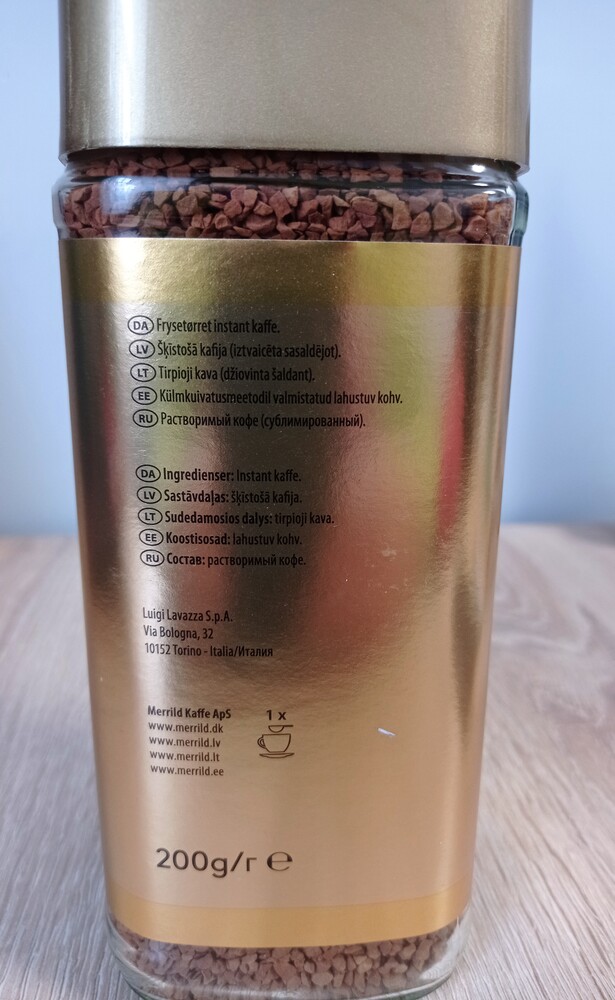 DA Frysetørret instant kaffe.
LV Šķīstošā kafija (iztvaicēta sasaldējot).
LT Tirpioji kava (džiovinta šaldant).
EE Külmkuivatusmeetodil valmistatud lahustuv kohv.
RU Растворимый кофе (сублимированный).
DA Ingredienser: Instant kaffe.
LV Sastāvdaļas: šķīstošā kafija.
LT Sudedamosios dalys: tirpioji kava.
EE Koostisosad: lahustuv kohv.
RU Состав: растворимый кофе.
Luigi Lavazza S.p.A.
Via Bologna, 32
10152 Torino - Italia/Италия
Merrild Kaffe ApS
www.merrild.dk
www.merrild.lv
www.merrild.lt
www.merrild.ee
1 x
200g/г ℮